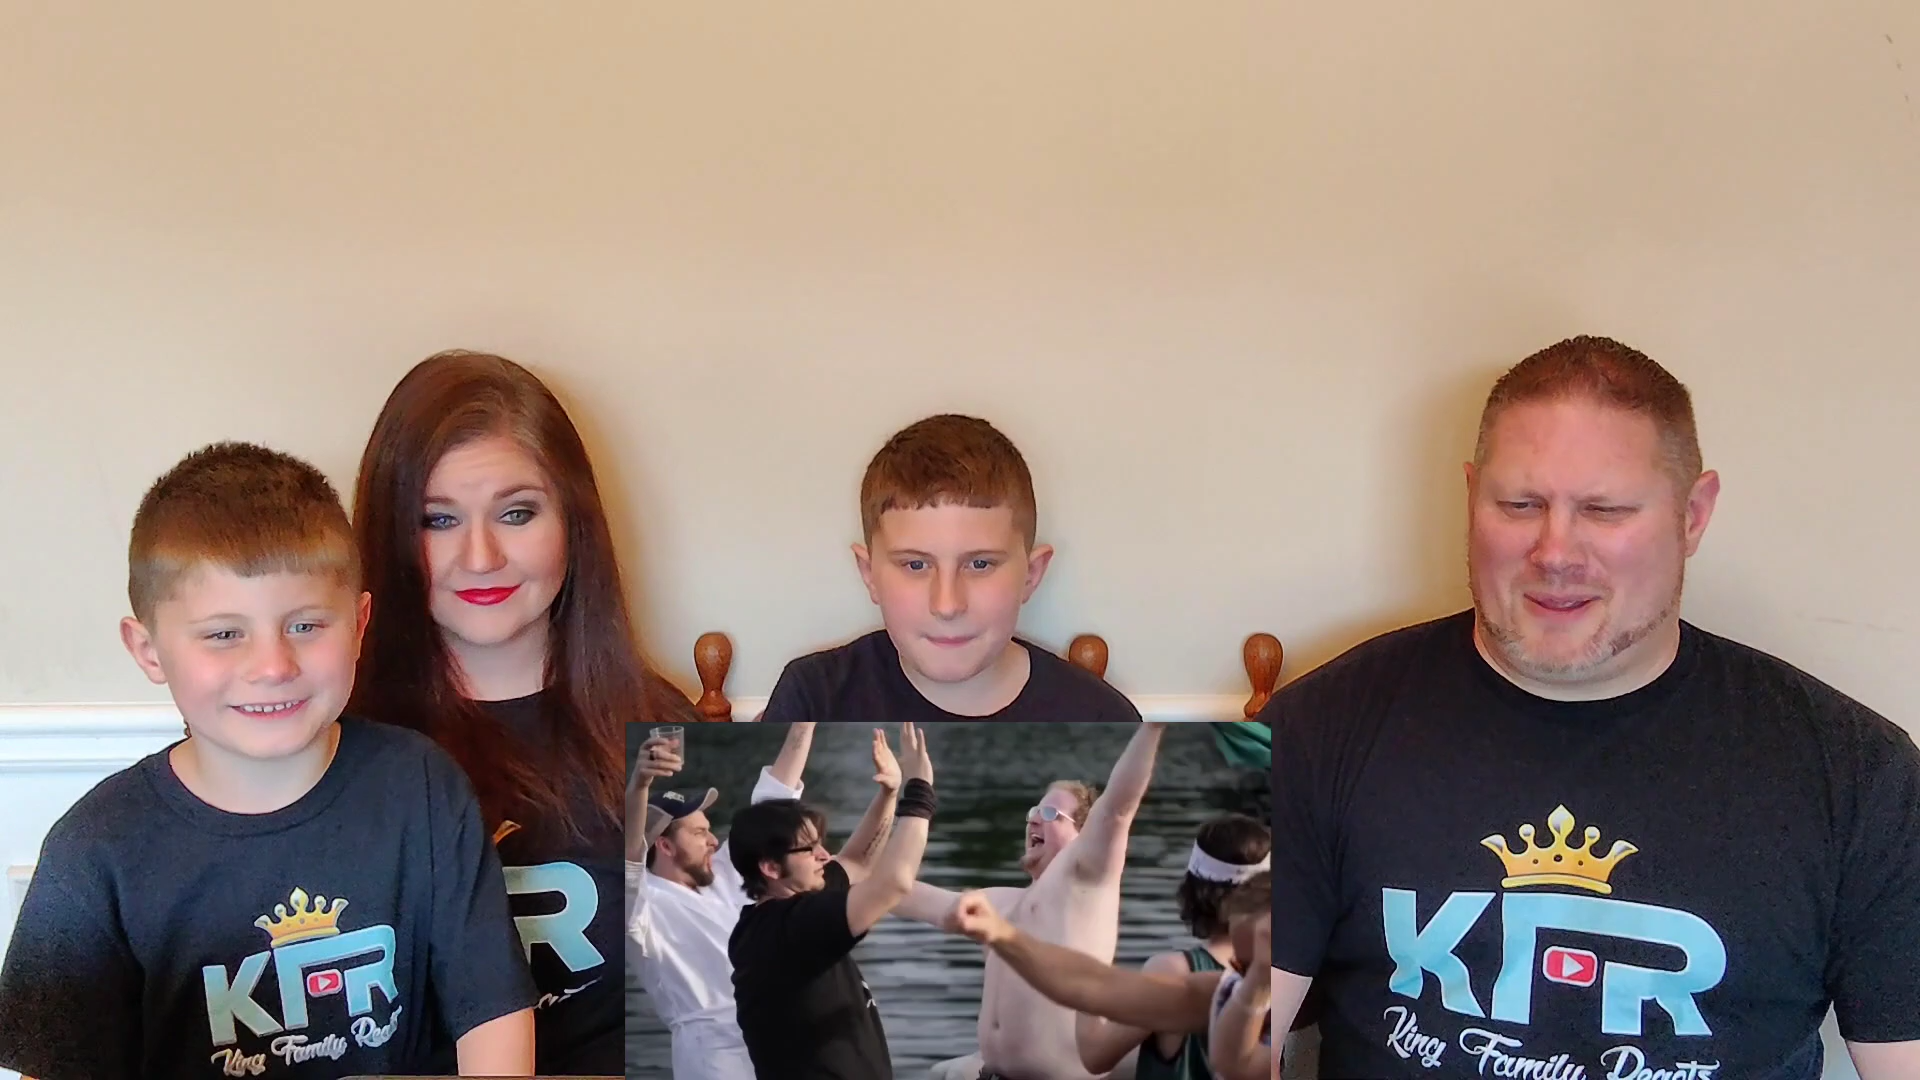 KFR
King Family Reacts
R
KFR
King Family Reacts